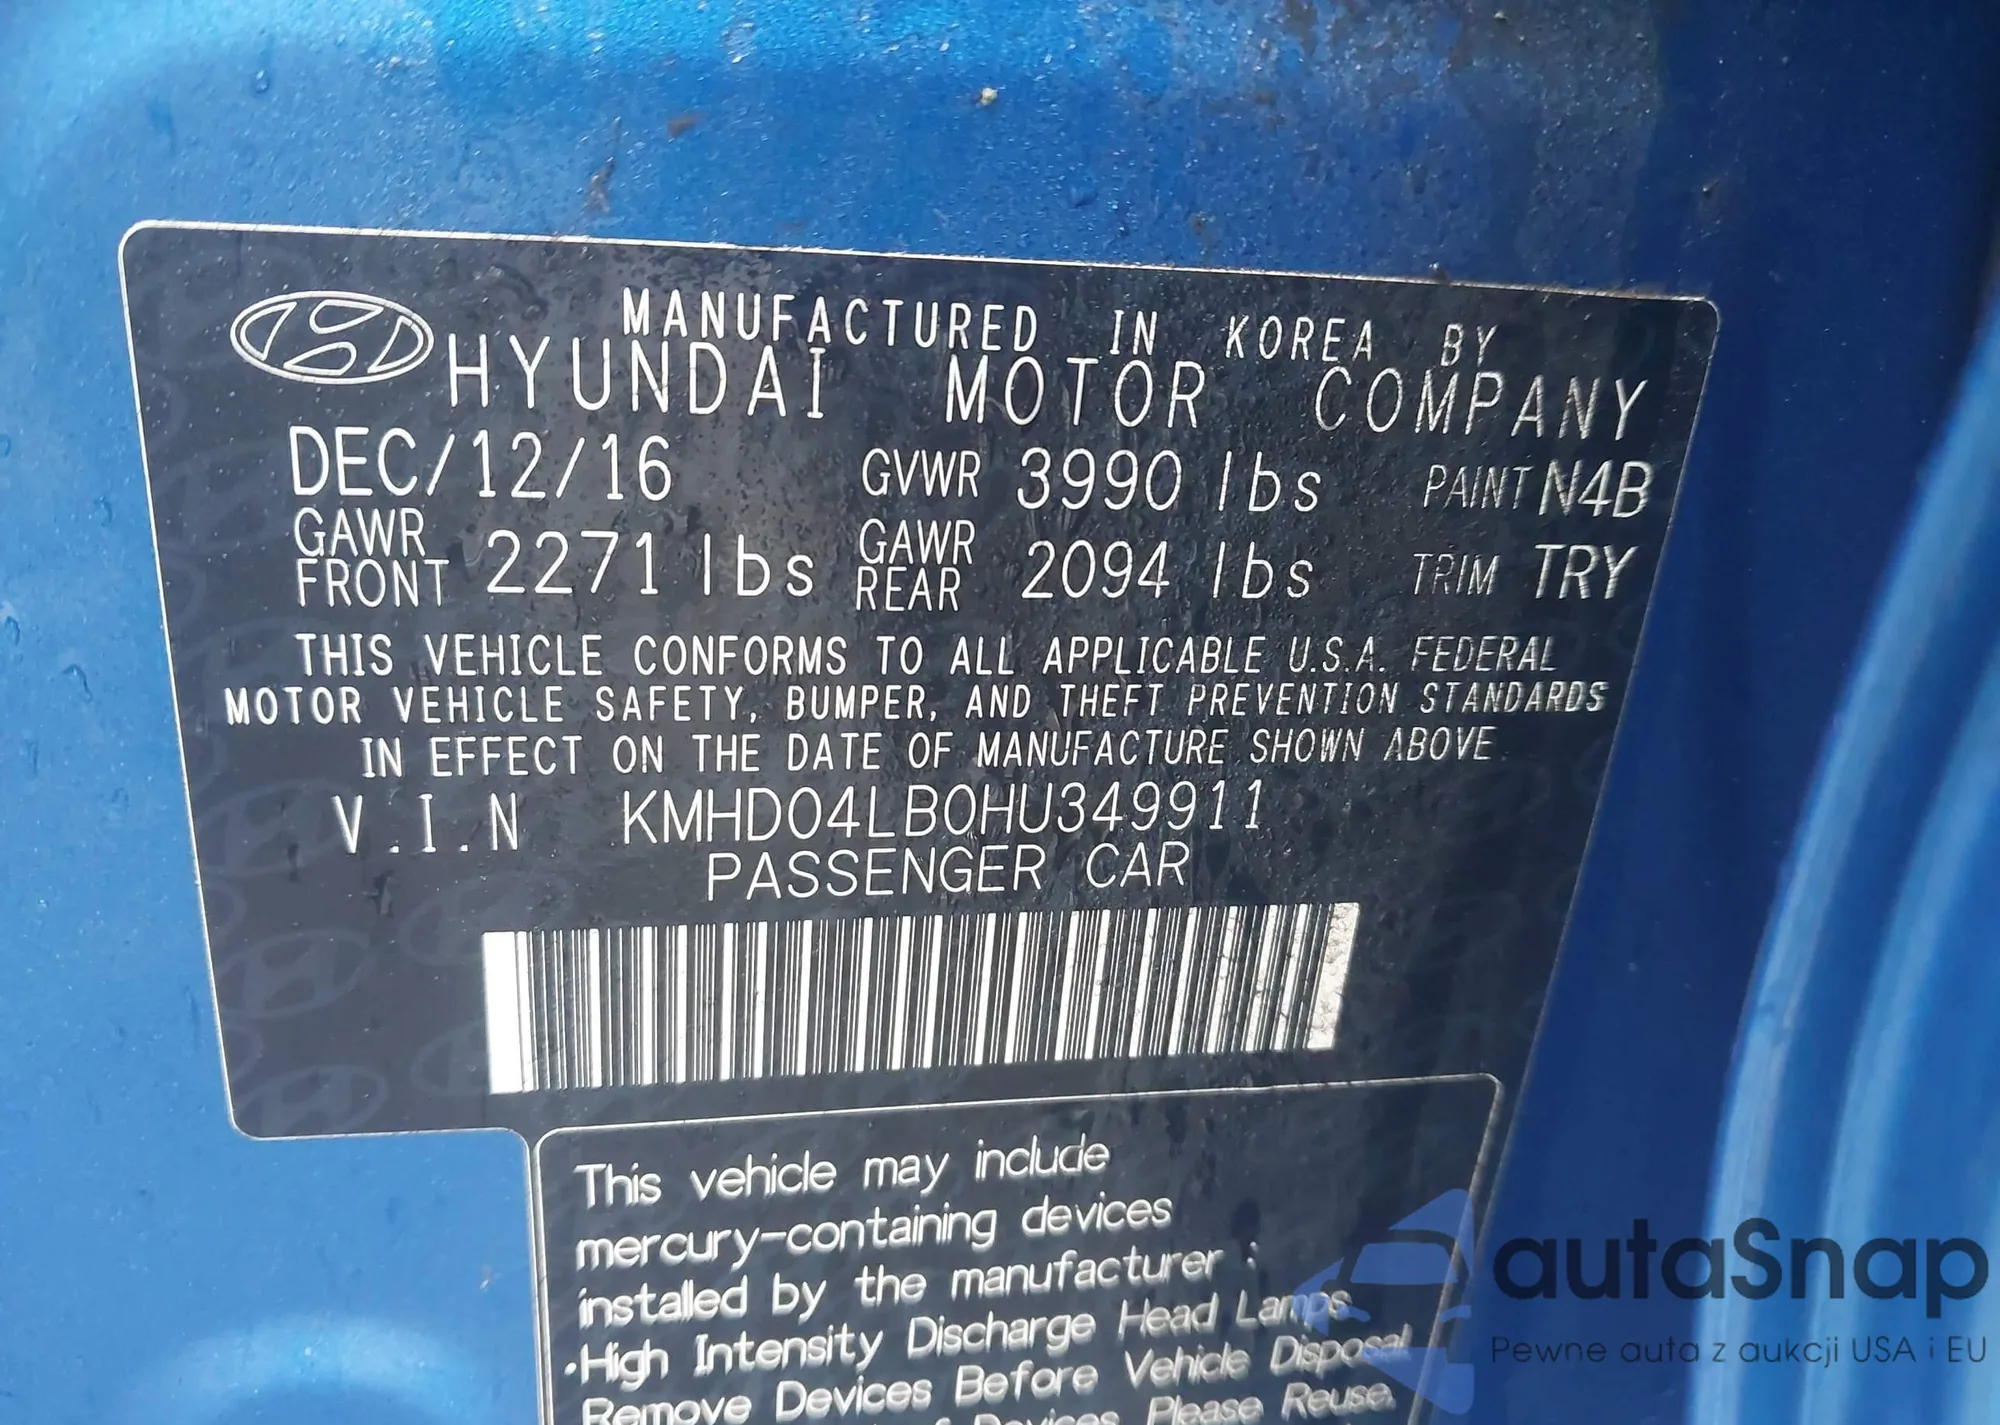 MANUFACTURED IN KOREA BY
HYUNDAI MOTOR COMPANY
DEC/12/16 GVWR 3990 lbs PAINT N4B
GAWR FRONT 2271 lbs GAWR REAR 2094 lbs TRIM TRY
THIS VEHICLE CONFORMS TO ALL APPLICABLE U.S.A. FEDERAL
MOTOR VEHICLE SAFETY, BUMPER, AND THEFT PREVENTION STANDARDS
IN EFFECT ON THE DATE OF MANUFACTURE SHOWN ABOVE.
V.I.N KMHD04LB0HU349911
PASSENGER CAR
This vehicle may include
mercury-containing devices
installed by the manufacturer :
•High Intensity Discharge Head Lamps
Remove Devices Before Vehicle Disposal
Devices Please Reuse,
autaSnap
Pewne auta z aukcji USA i EU